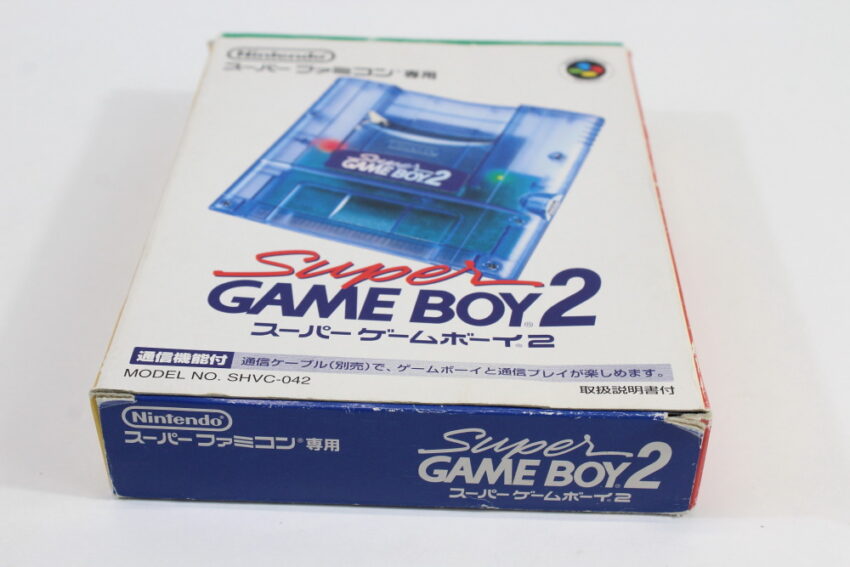 Nintendo
スーパーファミコン®専用
Super
GAME BOY 2
Super
GAME BOY®2
スーパーゲームボーイ®2
通信機能付 通信ケーブル(別売)で、ゲームボーイと通信プレイが楽しめます。
MODEL NO. SHVC-042
取扱説明書付
Nintendo®
スーパーファミコン®専用
Super
GAME BOY®2
スーパーゲームボーイ®2